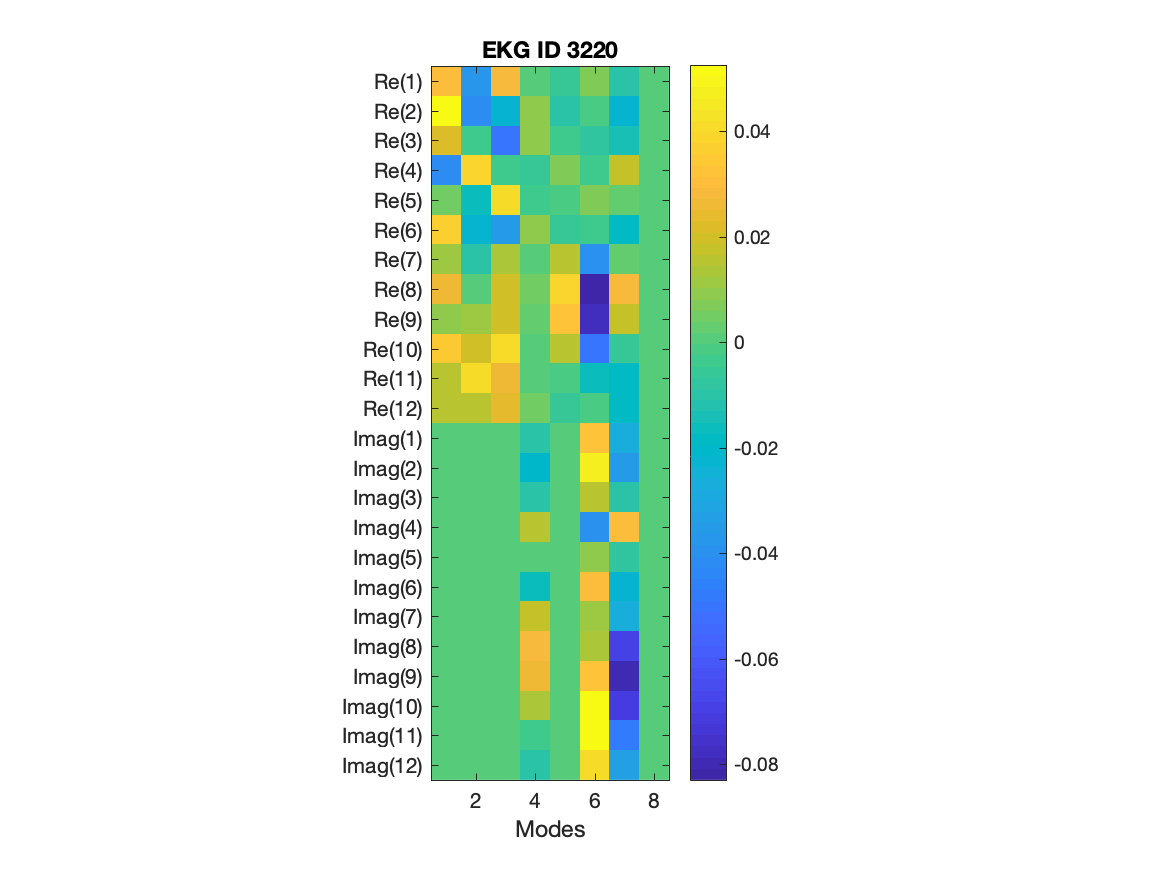 EKG ID 3220
Re(1)
Re(2)
Re(3)
Re(4)
Re(5)
Re(6)
Re(7)
Re(8)
Re(9)
Re(10)
Re(11)
Re(12)
Imag(1)
Imag(2)
Imag(3)
Imag(4)
Imag(5)
Imag(6)
Imag(7)
Imag(8)
Imag(9)
Imag(10)
Imag(11)
Imag(12)
2 4 6 8
Modes
0.04
0.02
0
-0.02
-0.04
-0.06
-0.08